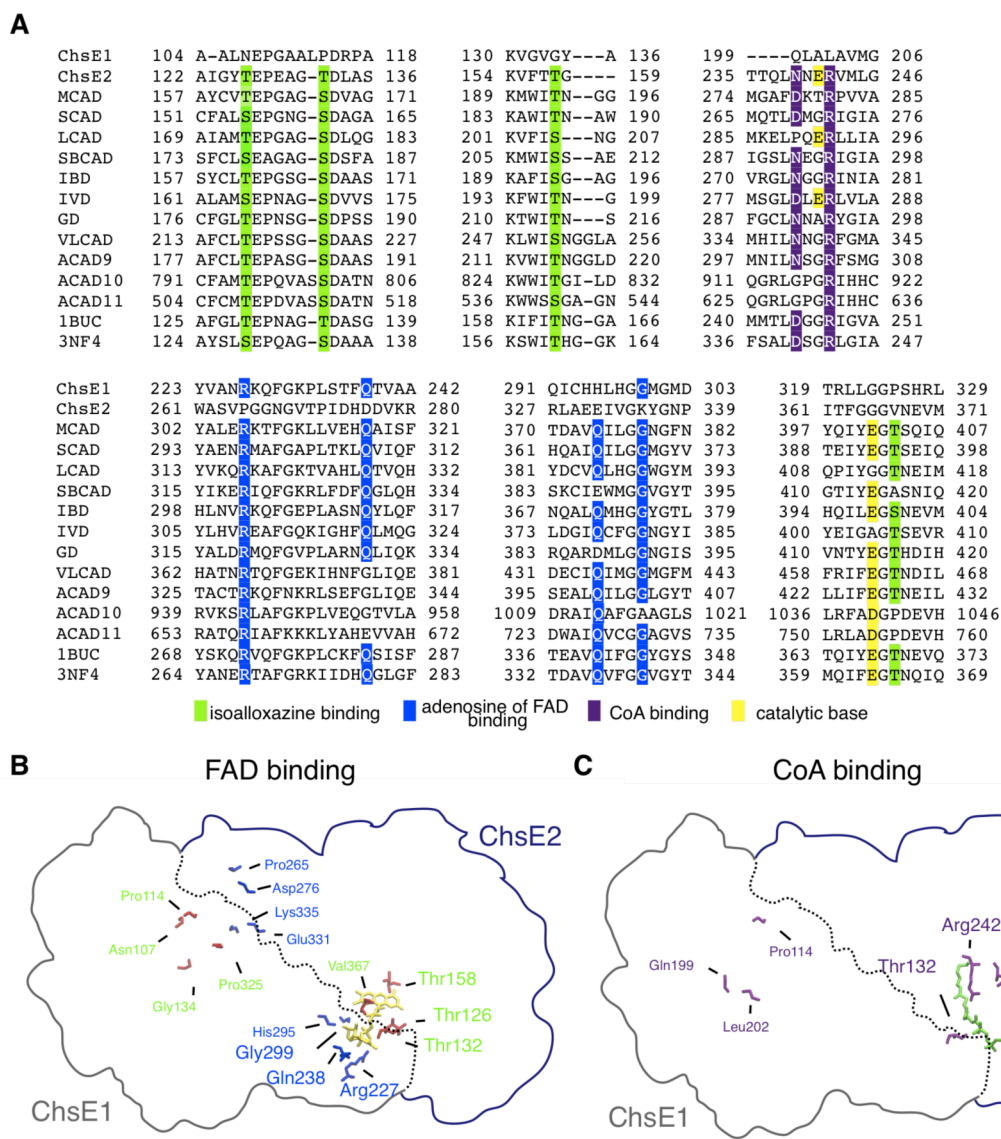 A
ChsE1 104 A-ALNEPGAALPDRPA 118 130 KVGVGY---A 136 199 ----QLALAVMG 206
ChsE2 122 AIGYTEPEAG-TDLAS 136 154 KVFTTG---- 159 235 TTQLNNERVMLG 246
MCAD 157 AYCVTEPGAG-SDVAG 171 189 KMWITN--GG 196 274 MGAFDKTRPVVA 285
SCAD 151 CFALSEPGNG-SDAGA 165 183 KAWITN--AW 190 265 MQTLDMGRIGIA 276
LCAD 169 AIAMTEPGAG-SDLQG 183 201 KVFIS---NG 207 285 MKELPQERLLIA 296
SBCAD 173 SFCLSEAGAG-SDSFA 187 205 KMWISS--AE 212 287 IGSLNEGRIGIA 298
IBD 157 SYCLTEPGSG-SDAAS 171 189 KAFISG--AG 196 270 VRGLNGGRINIA 281
IVD 161 ALAMSEPNAG-SDVVS 175 193 KFWITN---G 199 277 MSGLDLERLVLA 288
GD 176 CFGLTEPNSG-SDPSS 190 210 KTWITN---S 216 287 FGCLNNARYGIA 298
VLCAD 213 AFCLTEPSSG-SDAAS 227 247 KLWISNGGLA 256 334 MHILNNGRFGMA 345
ACAD9 177 AFCLTEPASG-SDAAS 191 211 KVWITNGGLD 220 297 MNILNSGRFSMG 308
ACAD10 791 CFAMTEPQVASSDATN 806 824 KWWITGI-LD 832 911 QGRLGPGRIHHC 922
ACAD11 504 CFCMTEPDVASSDATN 518 536 KWWSSGA-GN 544 625 QGRLGPGRIHHC 636
1BUC 125 AFGLTEPNAG-TDASG 139 158 KIFITNG-GA 166 240 MMTLDGGRIGVA 251
3NF4 124 AYSLSEPQAG-SDAAA 138 156 KSWITHG-GK 164 336 FSALDSGRLGIA 247
ChsE1 223 YVANRKQFGKPLSTFQTVAA 242 291 QICHHLHGGMGMD 303 319 TRLLGGPSHRL 329
ChsE2 261 WASVPGGNGVTPIDHDDVKR 280 327 RLAEEIVGKYGNP 339 361 ITFGGGVNEVM 371
MCAD 302 YALERKTFGKLLVEHQAISF 321 370 TDAVQILGGNGFN 382 397 YQIYEGTSQIQ 407
SCAD 293 YAENRMAFGAPLTKLQVIQF 312 361 HQAIQILGGMGYV 373 388 TEIYEGTSEIQ 398
LCAD 313 YVKQRKAFGKTVAHLQTVQH 332 381 YDCVQLHGGWGYM 393 408 QPIYGGTNEIM 418
SBCAD 315 YIKERIQFGKRLFDFQGLQH 334 383 SKCIEWMGGVGYT 395 410 GTIYEGASNIQ 420
IBD 298 HLNVRKQFGEPLASNQYLQF 317 367 NQALQMHGGYGTL 379 394 HQILEGSNEVM 404
IVD 305 YLHVREAFGQKIGHFQLMQG 324 373 LDGIQCFGGNGYI 385 400 YEIGAGTSEVR 410
GD 315 YALDRMQFGVPLARNQLIQK 334 383 RQARDMLGGNGIS 395 410 VNTYEGTHDIH 420
VLCAD 362 HATNRTQFGEKIHNFGLIQE 381 431 DECIQIMGGMGFM 443 458 FRIFEGTNDIL 468
ACAD9 325 TACTRKQFNKRLSEFGLIQE 344 395 SEALQILGGLGYT 407 422 LLIFEGTNEIL 432
ACAD10 939 RVKSRLAFGKPLVEQGTVLA 958 1009 DRAIQAFGAAGLS 1021 1036 LRFADGPDEVH 1046
ACAD11 653 RATQRIAFKKKLYAHEVVAH 672 723 DWAIQVCGGAGVS 735 750 LRLADGPDEVH 760
1BUC 268 YSKQRVQFGKPLCKFQSISF 287 336 TEAVQIFGGYGYS 348 363 TQIYEGTNEVQ 373
3NF4 264 YANERTAFGRKIIDHQGLGF 283 332 TDAVQVFGGVGYT 344 359 MQIFEGTNQIQ 369
isoalloxazine binding adenosine of FAD binding CoA binding catalytic base
B
FAD binding
ChsE2
Pro265
Asp276
Lys335
Glu331
Pro114
Asn107
Gly134
Pro325
Val367
Thr158
Thr126
Thr132
His295
Gly299
Gln238
Arg227
ChsE1
C
CoA binding
Arg242
Pro114
Thr132
Gln199
Leu202
ChsE1